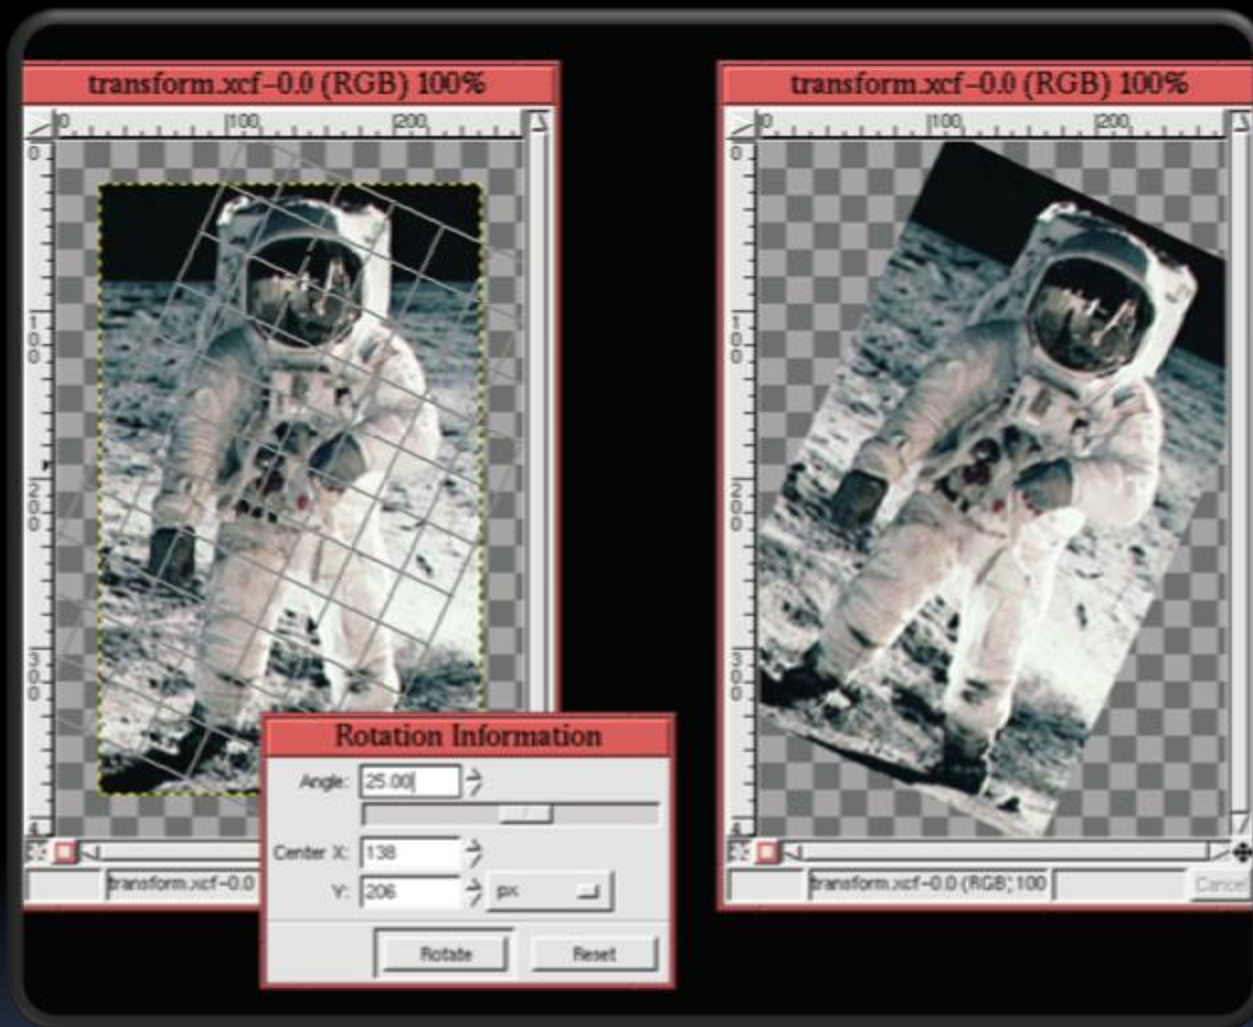 transform.xcf-0.0 (RGB) 100%
0 100 200
0
100
200
300
4
transform.xcf-0.0
Rotation Information
Angle: 25.00
Center X: 138
Y: 206 px
Rotate Reset
transform.xcf-0.0 (RGB) 100%
0 100 200
0
100
200
300
4
transform.xcf-0.0 (RGB; 100
Cancel